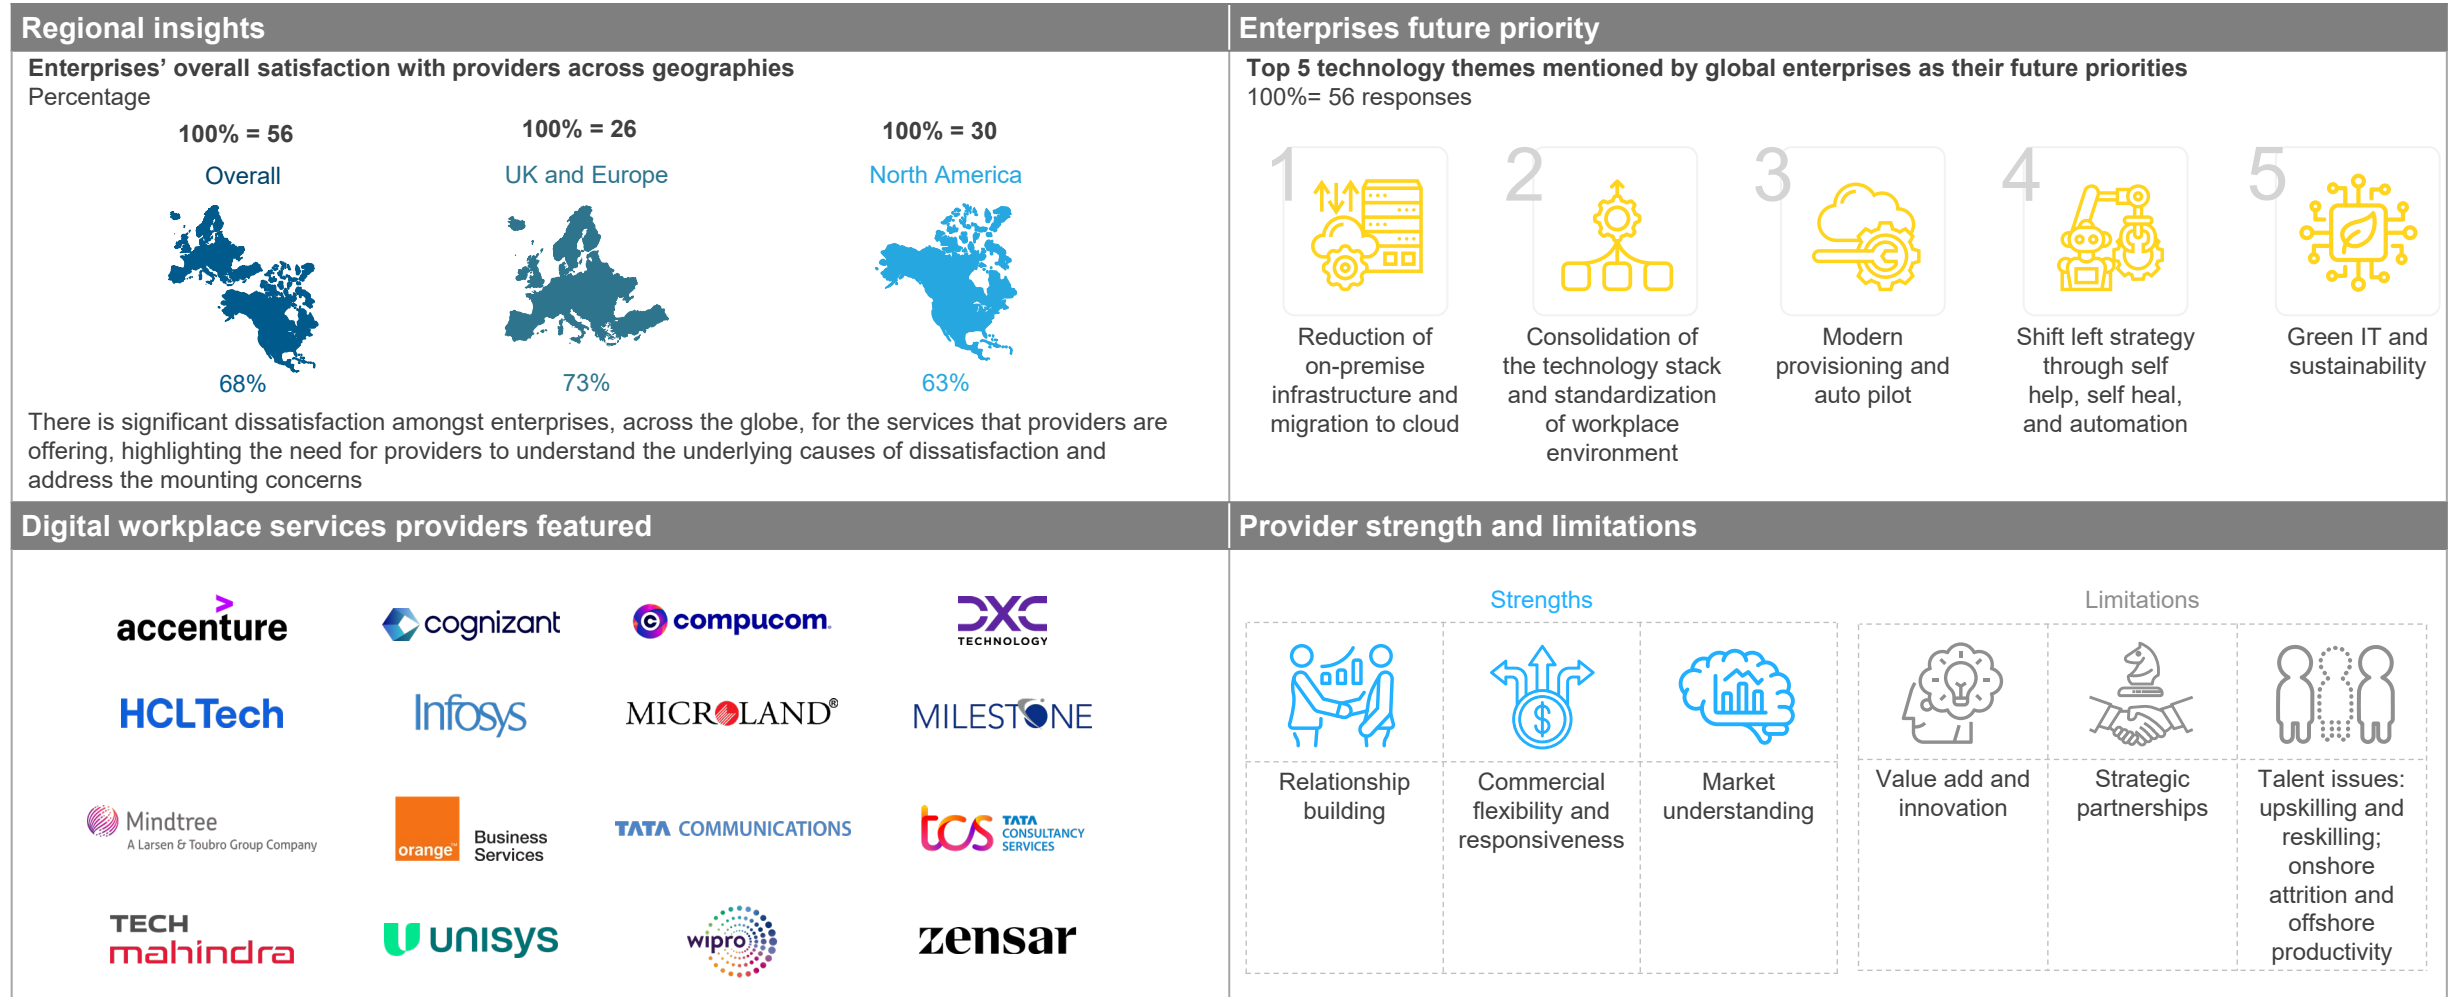 Regional insights
Enterprises’ overall satisfaction with providers across geographies
Percentage
100% = 56
100% = 26
100% = 30
Overall
UK and Europe
North America
68%
73%
63%
There is significant dissatisfaction amongst enterprises, across the globe, for the services that providers are
offering, highlighting the need for providers to understand the underlying causes of dissatisfaction and
address the mounting concerns
Enterprises future priority
Top 5 technology themes mentioned by global enterprises as their future priorities
100%= 56 responses
1
Reduction of
on-premise
infrastructure and
migration to cloud
2
Consolidation of
the technology stack
and standardization
of workplace
environment
3
Modern
provisioning and
auto pilot
4
Shift left strategy
through self
help, self heal,
and automation
5
Green IT and
sustainability
Digital workplace services providers featured
accenture
cognizant
compucom.
DXC
TECHNOLOGY
HCLTech
Infosys
MICROLAND®
MILESTONE
Mindtree
A Larsen & Toubro Group Company
orange™
Business
Services
TATA COMMUNICATIONS
tcs
TATA
CONSULTANCY
SERVICES
TECH
mahindra
UNISYS
wipro
zensar
Provider strength and limitations
Strengths
Relationship
building
Commercial
flexibility and
responsiveness
Market
understanding
Limitations
Value add and
innovation
Strategic
partnerships
Talent issues:
upskilling and
reskilling;
onshore
attrition and
offshore
productivity